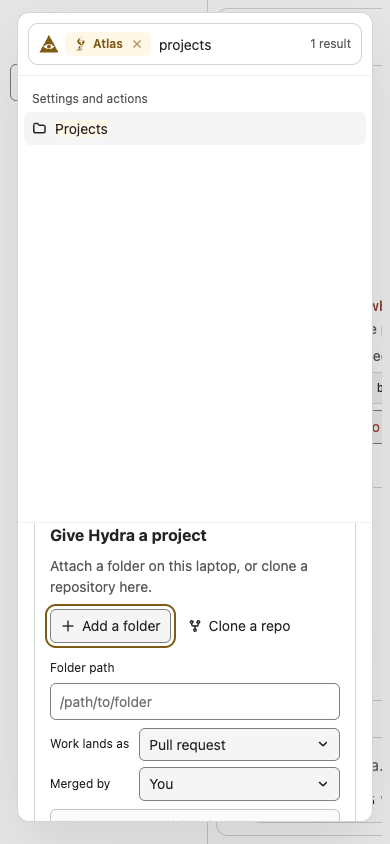 Atlas projects 1 result
Settings and actions
Projects
Give Hydra a project
Attach a folder on this laptop, or clone a
repository here.
Add a folder
Clone a repo
Folder path
/path/to/folder
Work lands as
Pull request
Merged by
You